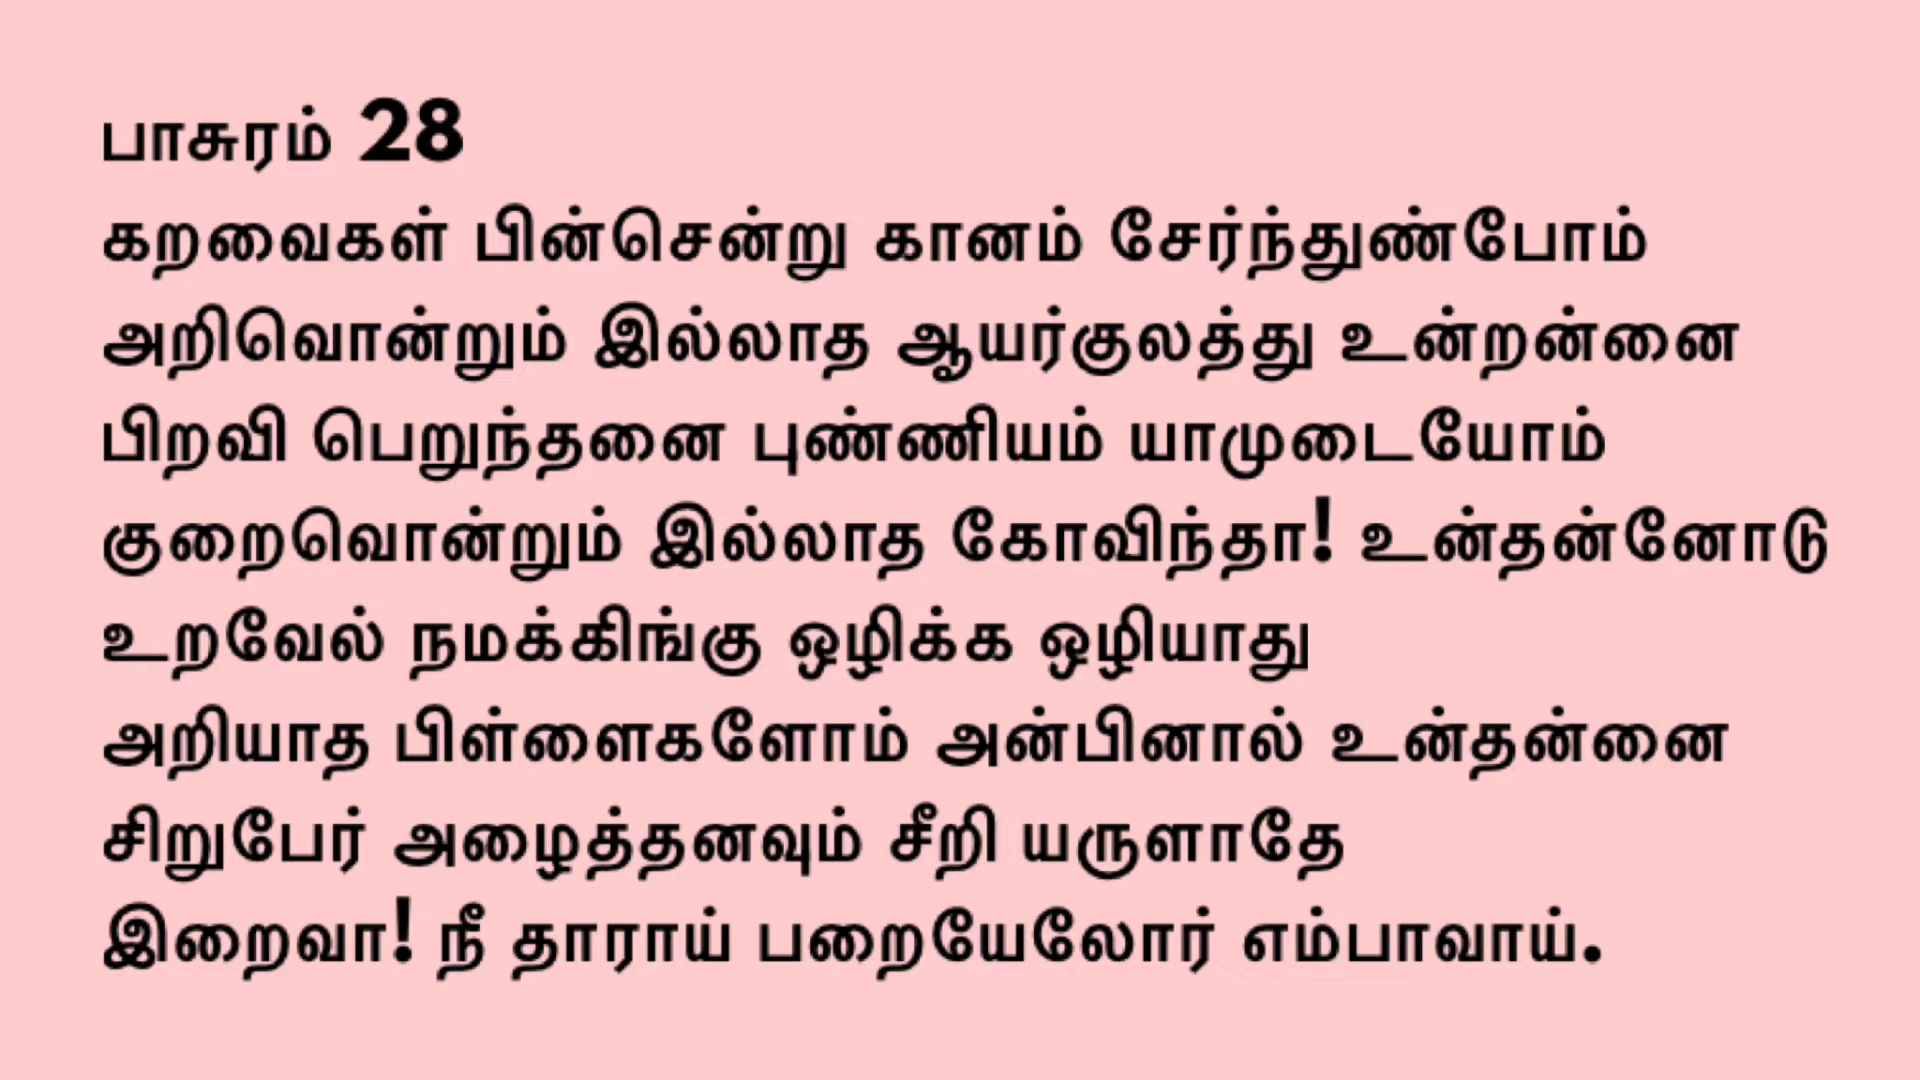 பாசுரம் 28
கறவைகள் பின்சென்று கானம் சேர்ந்துண்போம்
அறிவொன்றும் இல்லாத ஆயர்குலத்து உன்றன்னை
பிறவி பெறுந்தனை புண்ணியம் யாமுடையோம்
குறைவொன்றும் இல்லாத கோவிந்தா! உன்தன்னோடு
உறவேல் நமக்கிங்கு ஒழிக்க ஒழியாது
அறியாத பிள்ளைகளோம் அன்பினால் உன்தன்னை
சிறுபேர் அழைத்தனவும் சீறி யருளாதே
இறைவா! நீ தாராய் பறையேலோர் எம்பாவாய்.